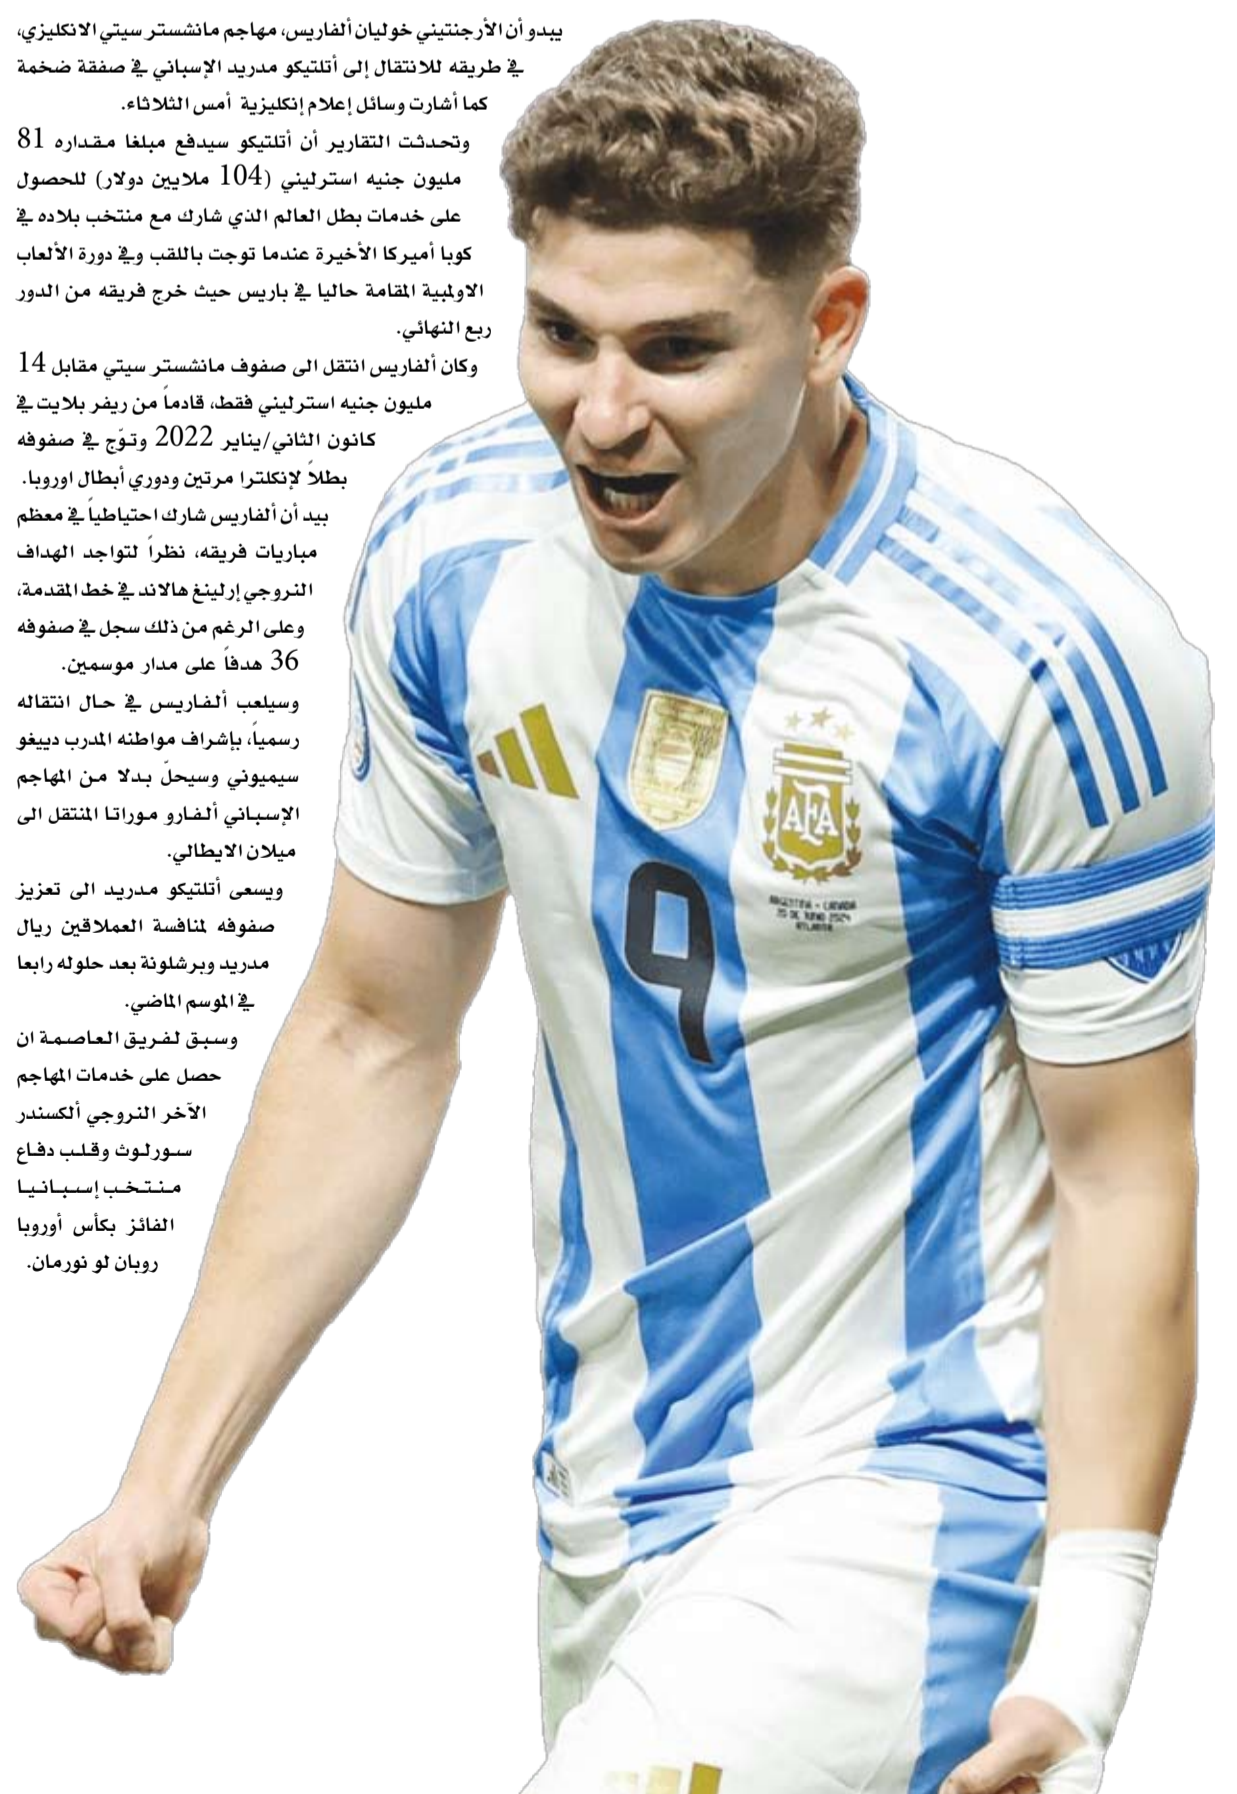 يبدو أن الأرجنتيني خوليان ألفاريس، مهاجم مانشستر سيتي الانكليزي،
في طريقه للانتقال إلى أتلتيكو مدريد الإسباني في صفقة ضخمة
كما أشارت وسائل إعلام إنكليزية أمس الثلاثاء.
وتحدثت التقارير أن أتلتيكو سيدفع مبلغا مقداره 81
مليون جنيه استرليني (104 ملايين دولار) للحصول
على خدمات بطل العالم الذي شارك مع منتخب بلاده في
كوبا أميركا الأخيرة عندما توجت باللقب وفي دورة الألعاب
الاولمبية المقامة حاليا في باريس حيث خرج فريقه من الدور
ربع النهائي.
وكان ألفاريس انتقل الى صفوف مانشستر سيتي مقابل 14
مليون جنيه استرليني فقط، قادماً من ريفر بلايت في
كانون الثاني/يناير 2022 وتوّج في صفوفه
بطلاً لإنكلترا مرتين ودوري أبطال اوروبا.
بيد أن ألفاريس شارك احتياطياً في معظم
مباريات فريقه، نظراً لتواجد الهداف
النروجي إرلينغ هالاند في خط المقدمة،
وعلى الرغم من ذلك سجل في صفوفه
36 هدفاً على مدار موسمين.
وسيلعب ألفاريس في حال انتقاله
رسمياً، بإشراف مواطنه المدرب دييغو
سيميوني وسيحلّ بدلا من المهاجم
الإسباني ألفارو موراتا المنتقل الى
ميلان الايطالي.
ويسعى أتلتيكو مدريد الى تعزيز
صفوفه لمنافسة العملاقين ريال
مدريد وبرشلونة بعد حلوله رابعا
في الموسم الماضي.
وسبق لفريق العاصمة ان
حصل على خدمات المهاجم
الآخر النروجي ألكسندر
سورلوث وقلب دفاع
منتخب إسبانيا
الفائز بكأس أوروبا
روبان لو نورمان.
AFA
ARGENTINA - CANADA
20 DE JUNIO 2024
ATLANTA
9